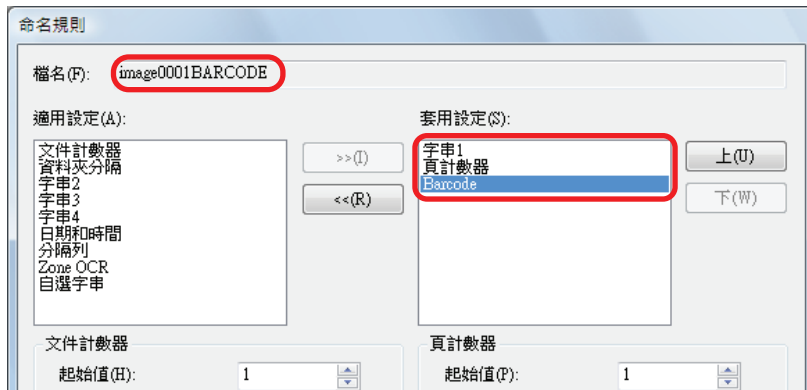 命名規則
檔名(F): image0001BARCODE
適用設定(A):
文件計數器
資料夾分隔
字串2
字串3
字串4
日期和時間
分隔列
Zone OCR
自選字串
>>(I)
<<(R)
套用設定(S):
字串1
頁計數器
Barcode
上(U)
下(W)
文件計數器
起始值(H): 1
頁計數器
起始值(P): 1